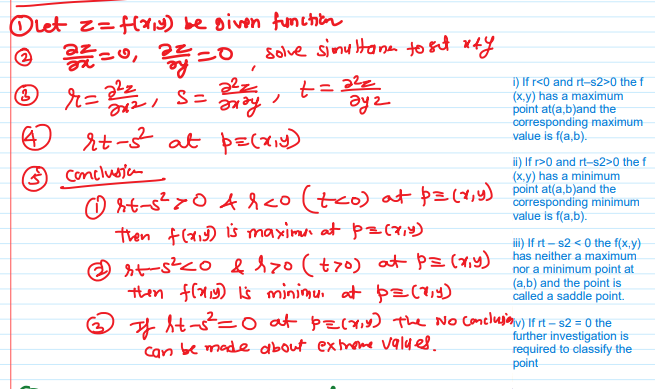 ① Let z = f(x,y) be given function
② ∂z/∂x = 0, ∂z/∂y = 0, solve simultane to get x & y
③ r = ∂²z/∂x², s = ∂²z/∂x∂y, t = ∂²z/∂y2
④ rt-s² at p≡(x,y)
⑤ Conclusion
① rt-s²>0 & r<0 (t<0) at p≡(x,y)
then f(x,y) is maximu at p≡(x,y)
② rt-s²<0 & r>0 (t>0) at p≡(x,y)
then f(x,y) is minimu at p≡(x,y)
③ If rt-s²=0 at p≡(x,y) the No conclusion
can be made about extreme values.
i) If r<0 and rt–s2>0 the f
(x,y) has a maximum
point at(a,b)and the
corresponding maximum
value is f(a,b).
ii) If r>0 and rt–s2>0 the f
(x,y) has a minimum
point at(a,b)and the
corresponding minimum
value is f(a,b).
iii) If rt – s2 < 0 the f(x,y)
has neither a maximum
nor a minimum point at
(a,b) and the point is
called a saddle point.
iv) If rt – s2 = 0 the
further investigation is
required to classify the
point